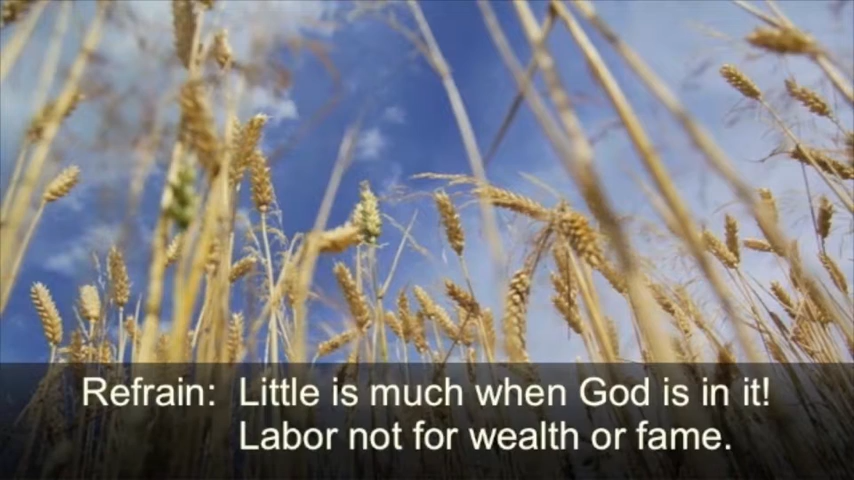 Refrain: Little is much when God is in it!
Labor not for wealth or fame.